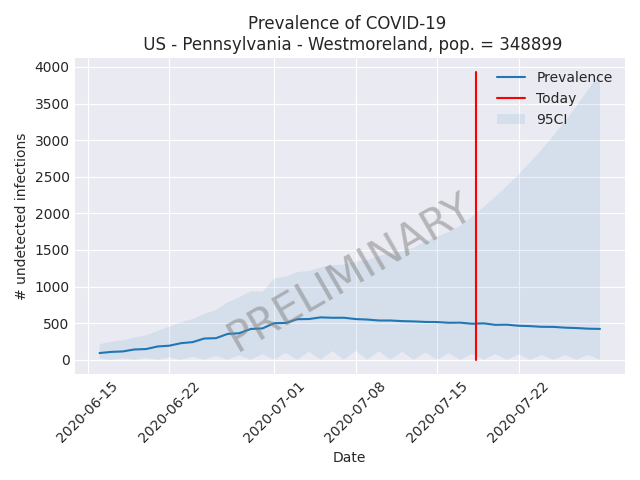 Prevalence of COVID-19
US - Pennsylvania - Westmoreland, pop. = 348899
4000
3500
3000
2500
2000
1500
1000
500
0
# undetected infections
Prevalence
Today
95CI
PRELIMINARY
2020-06-15
2020-06-22
2020-07-01
2020-07-08
2020-07-15
2020-07-22
Date